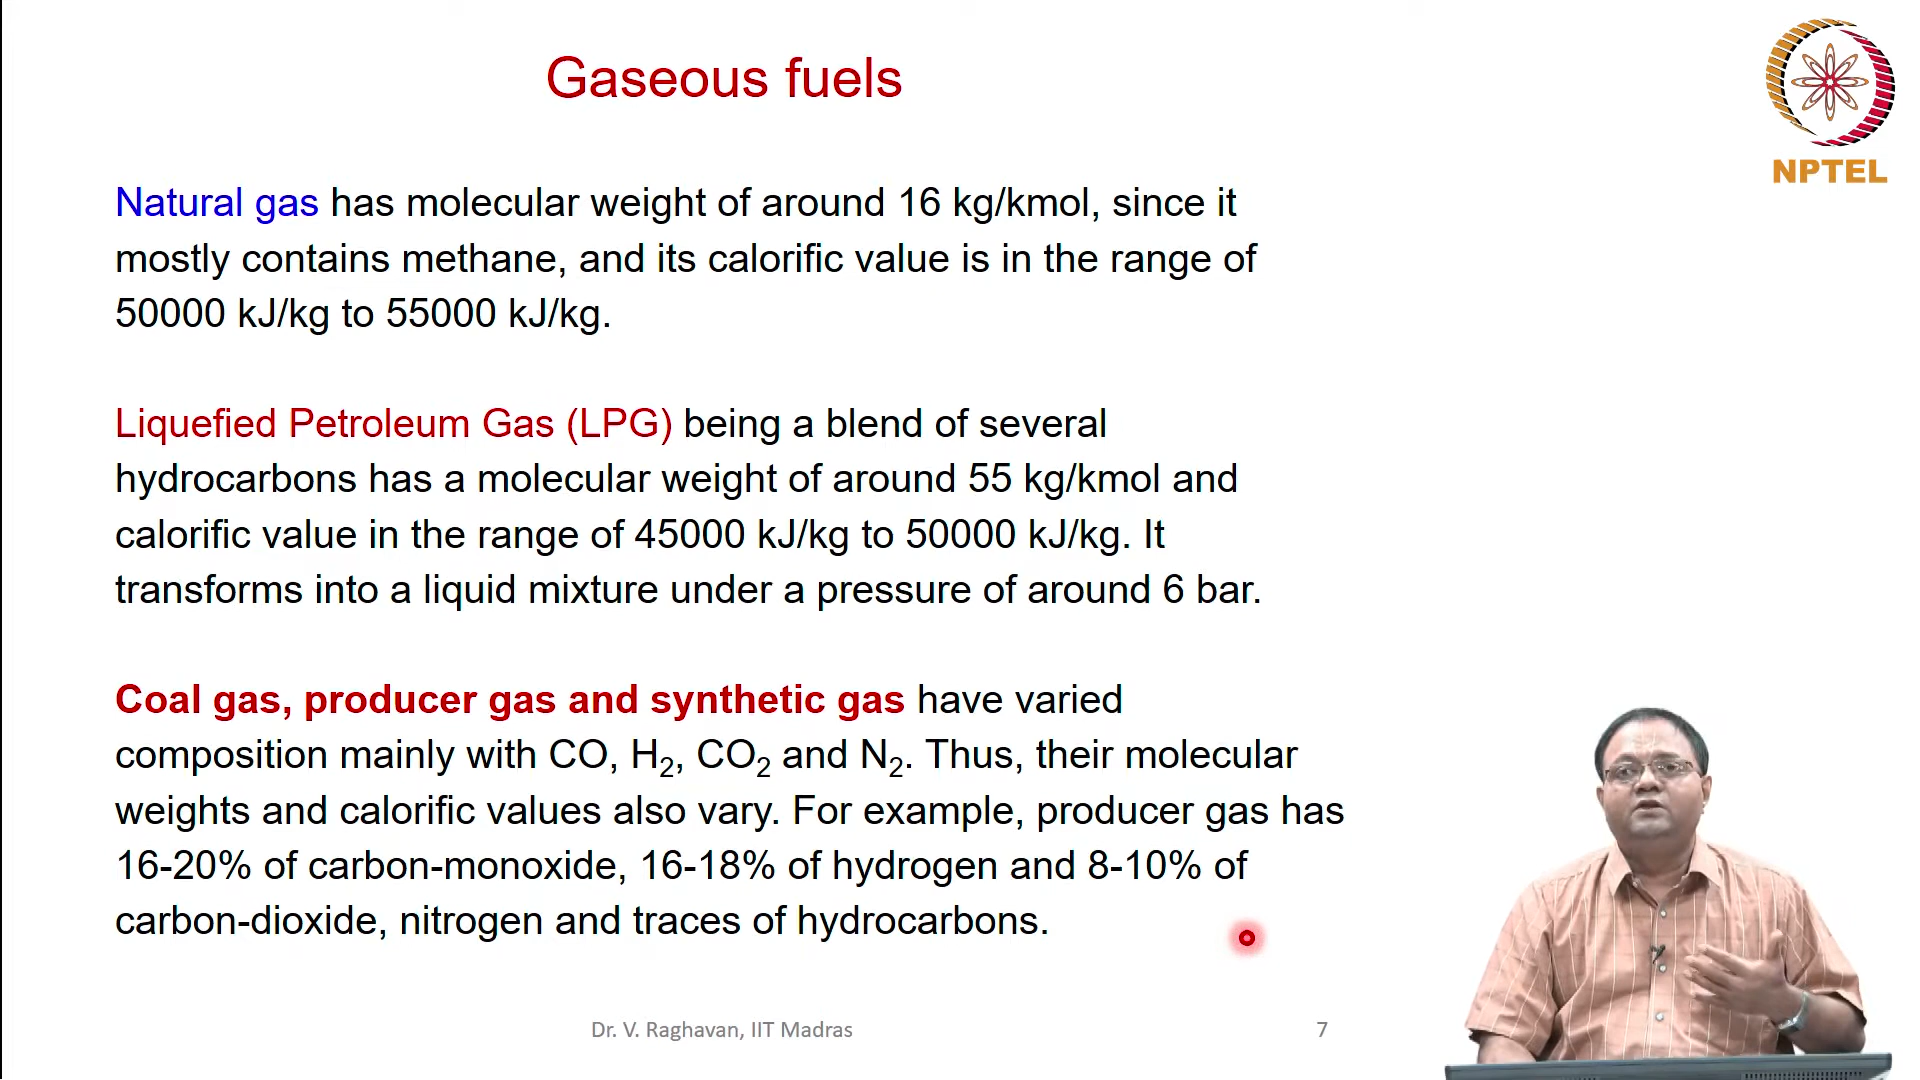 Gaseous fuels
NPTEL
Natural gas has molecular weight of around 16 kg/kmol, since it
mostly contains methane, and its calorific value is in the range of
50000 kJ/kg to 55000 kJ/kg.
Liquefied Petroleum Gas (LPG) being a blend of several
hydrocarbons has a molecular weight of around 55 kg/kmol and
calorific value in the range of 45000 kJ/kg to 50000 kJ/kg. It
transforms into a liquid mixture under a pressure of around 6 bar.
Coal gas, producer gas and synthetic gas have varied
composition mainly with CO, H₂, CO₂ and N₂. Thus, their molecular
weights and calorific values also vary. For example, producer gas has
16-20% of carbon-monoxide, 16-18% of hydrogen and 8-10% of
carbon-dioxide, nitrogen and traces of hydrocarbons.
Dr. V. Raghavan, IIT Madras
7